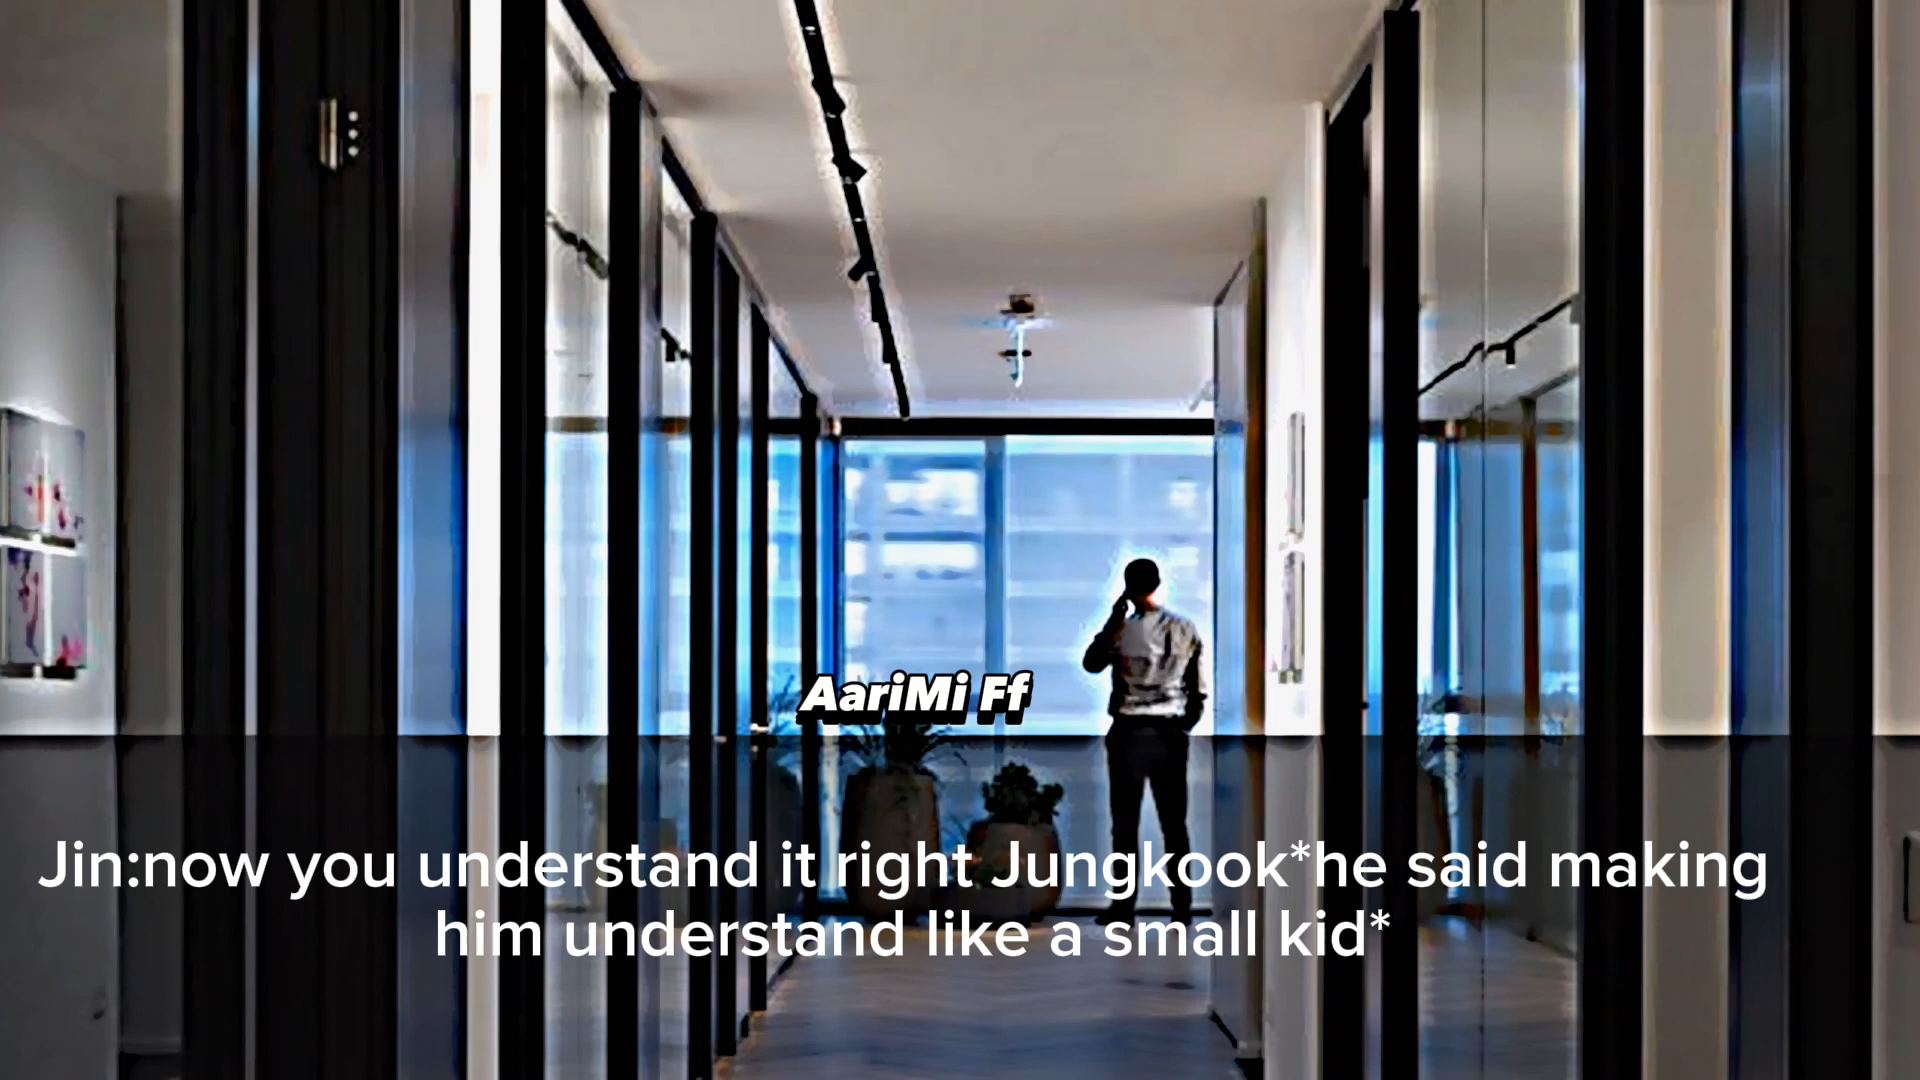 AariMi Ff
Jin:now you understand it right Jungkook*he said making
him understand like a small kid*